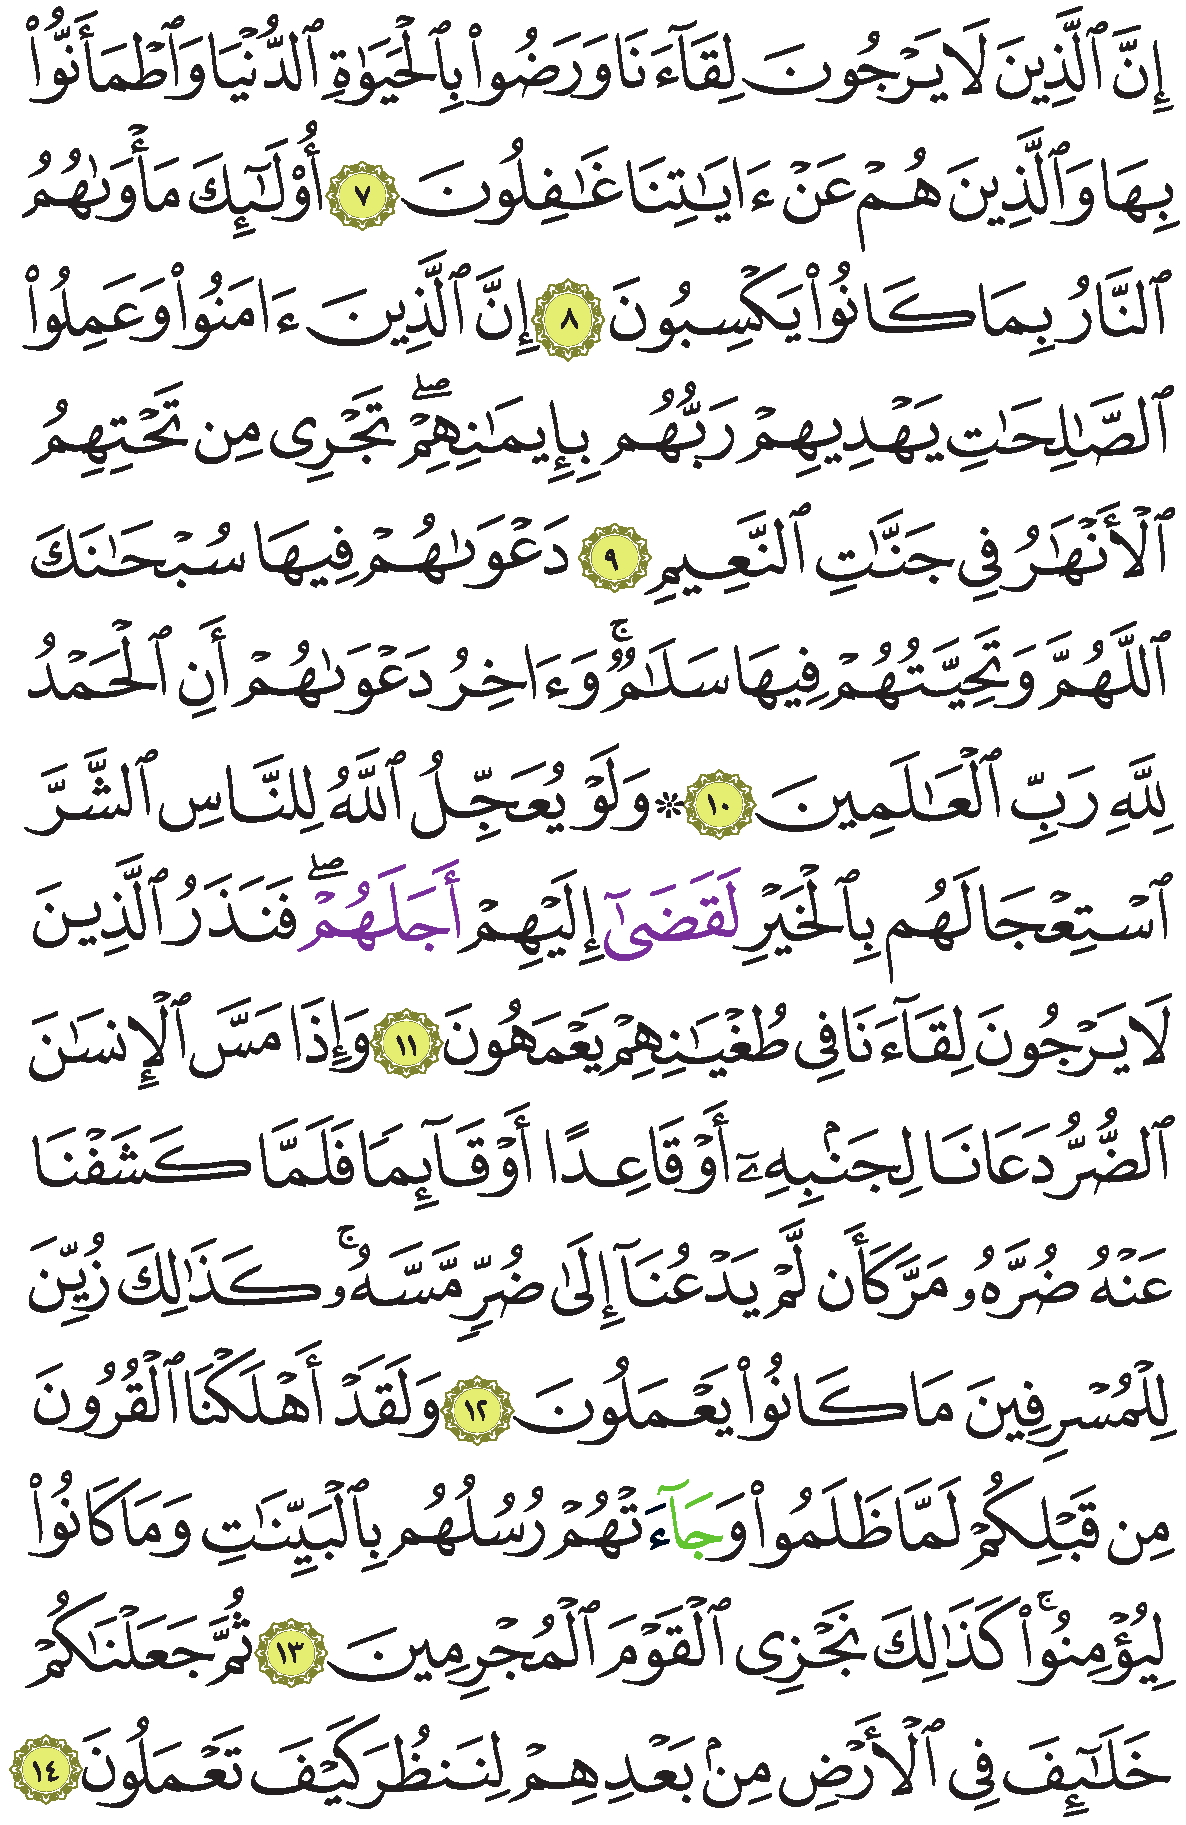 إِنَّ ٱلَّذِينَ لَا يَرْجُونَ لِقَآءَنَا وَرَضُوا۟ بِٱلْحَيَوٰةِ ٱلدُّنْيَا وَٱطْمَأَنُّوا۟
بِهَا وَٱلَّذِينَ هُمْ عَنْ ءَايَـٰتِنَا غَـٰفِلُونَ ٧ أُو۟لَـٰٓئِكَ مَأْوَىٰهُمُ
ٱلنَّارُ بِمَا كَانُوا۟ يَكْسِبُونَ ٨ إِنَّ ٱلَّذِينَ ءَامَنُوا۟ وَعَمِلُوا۟
ٱلصَّـٰلِحَـٰتِ يَهْدِيهِمْ رَبُّهُم بِإِيمَـٰنِهِمْ ۖ تَجْرِى مِن تَحْتِهِمُ
ٱلْأَنْهَـٰرُ فِى جَنَّـٰتِ ٱلنَّعِيمِ ٩ دَعْوَىٰهُمْ فِيهَا سُبْحَـٰنَكَ
ٱللَّهُمَّ وَتَحِيَّتُهُمْ فِيهَا سَلَـٰمٌ ۚ وَءَاخِرُ دَعْوَىٰهُمْ أَنِ ٱلْحَمْدُ
لِلَّهِ رَبِّ ٱلْعَـٰلَمِينَ ١٠ ۞ وَلَوْ يُعَجِّلُ ٱللَّهُ لِلنَّاسِ ٱلشَّرَّ
ٱسْتِعْجَالَهُم بِٱلْخَيْرِ لَقَضَىٰٓ إِلَيْهِمْ أَجَلَهُمْ ۖ فَنَذَرُ ٱلَّذِينَ
لَا يَرْجُونَ لِقَآءَنَا فِى طُغْيَـٰنِهِمْ يَعْمَهُونَ ١١ وَإِذَا مَسَّ ٱلْإِنسَـٰنَ
ٱلضُّرُّ دَعَانَا لِجَنۢبِهِۦٓ أَوْ قَاعِدًا أَوْ قَآئِمًا فَلَمَّا كَشَفْنَا
عَنْهُ ضُرَّهُۥ مَرَّ كَأَن لَّمْ يَدْعُنَآ إِلَىٰ ضُرٍّ مَّسَّهُۥ ۚ كَذَٰلِكَ زُيِّنَ
لِلْمُسْرِفِينَ مَا كَانُوا۟ يَعْمَلُونَ ١٢ وَلَقَدْ أَهْلَكْنَا ٱلْقُرُونَ
مِن قَبْلِكُمْ لَمَّا ظَلَمُوا۟ وَجَآءَتْهُمْ رُسُلُهُم بِٱلْبَيِّنَـٰتِ وَمَا كَانُوا۟
لِيُؤْمِنُوا۟ ۚ كَذَٰلِكَ نَجْزِى ٱلْقَوْمَ ٱلْمُجْرِمِينَ ١٣ ثُمَّ جَعَلْنَـٰكُمْ
خَلَـٰٓئِفَ فِى ٱلْأَرْضِ مِنۢ بَعْدِهِمْ لِنَنظُرَ كَيْفَ تَعْمَلُونَ ١٤